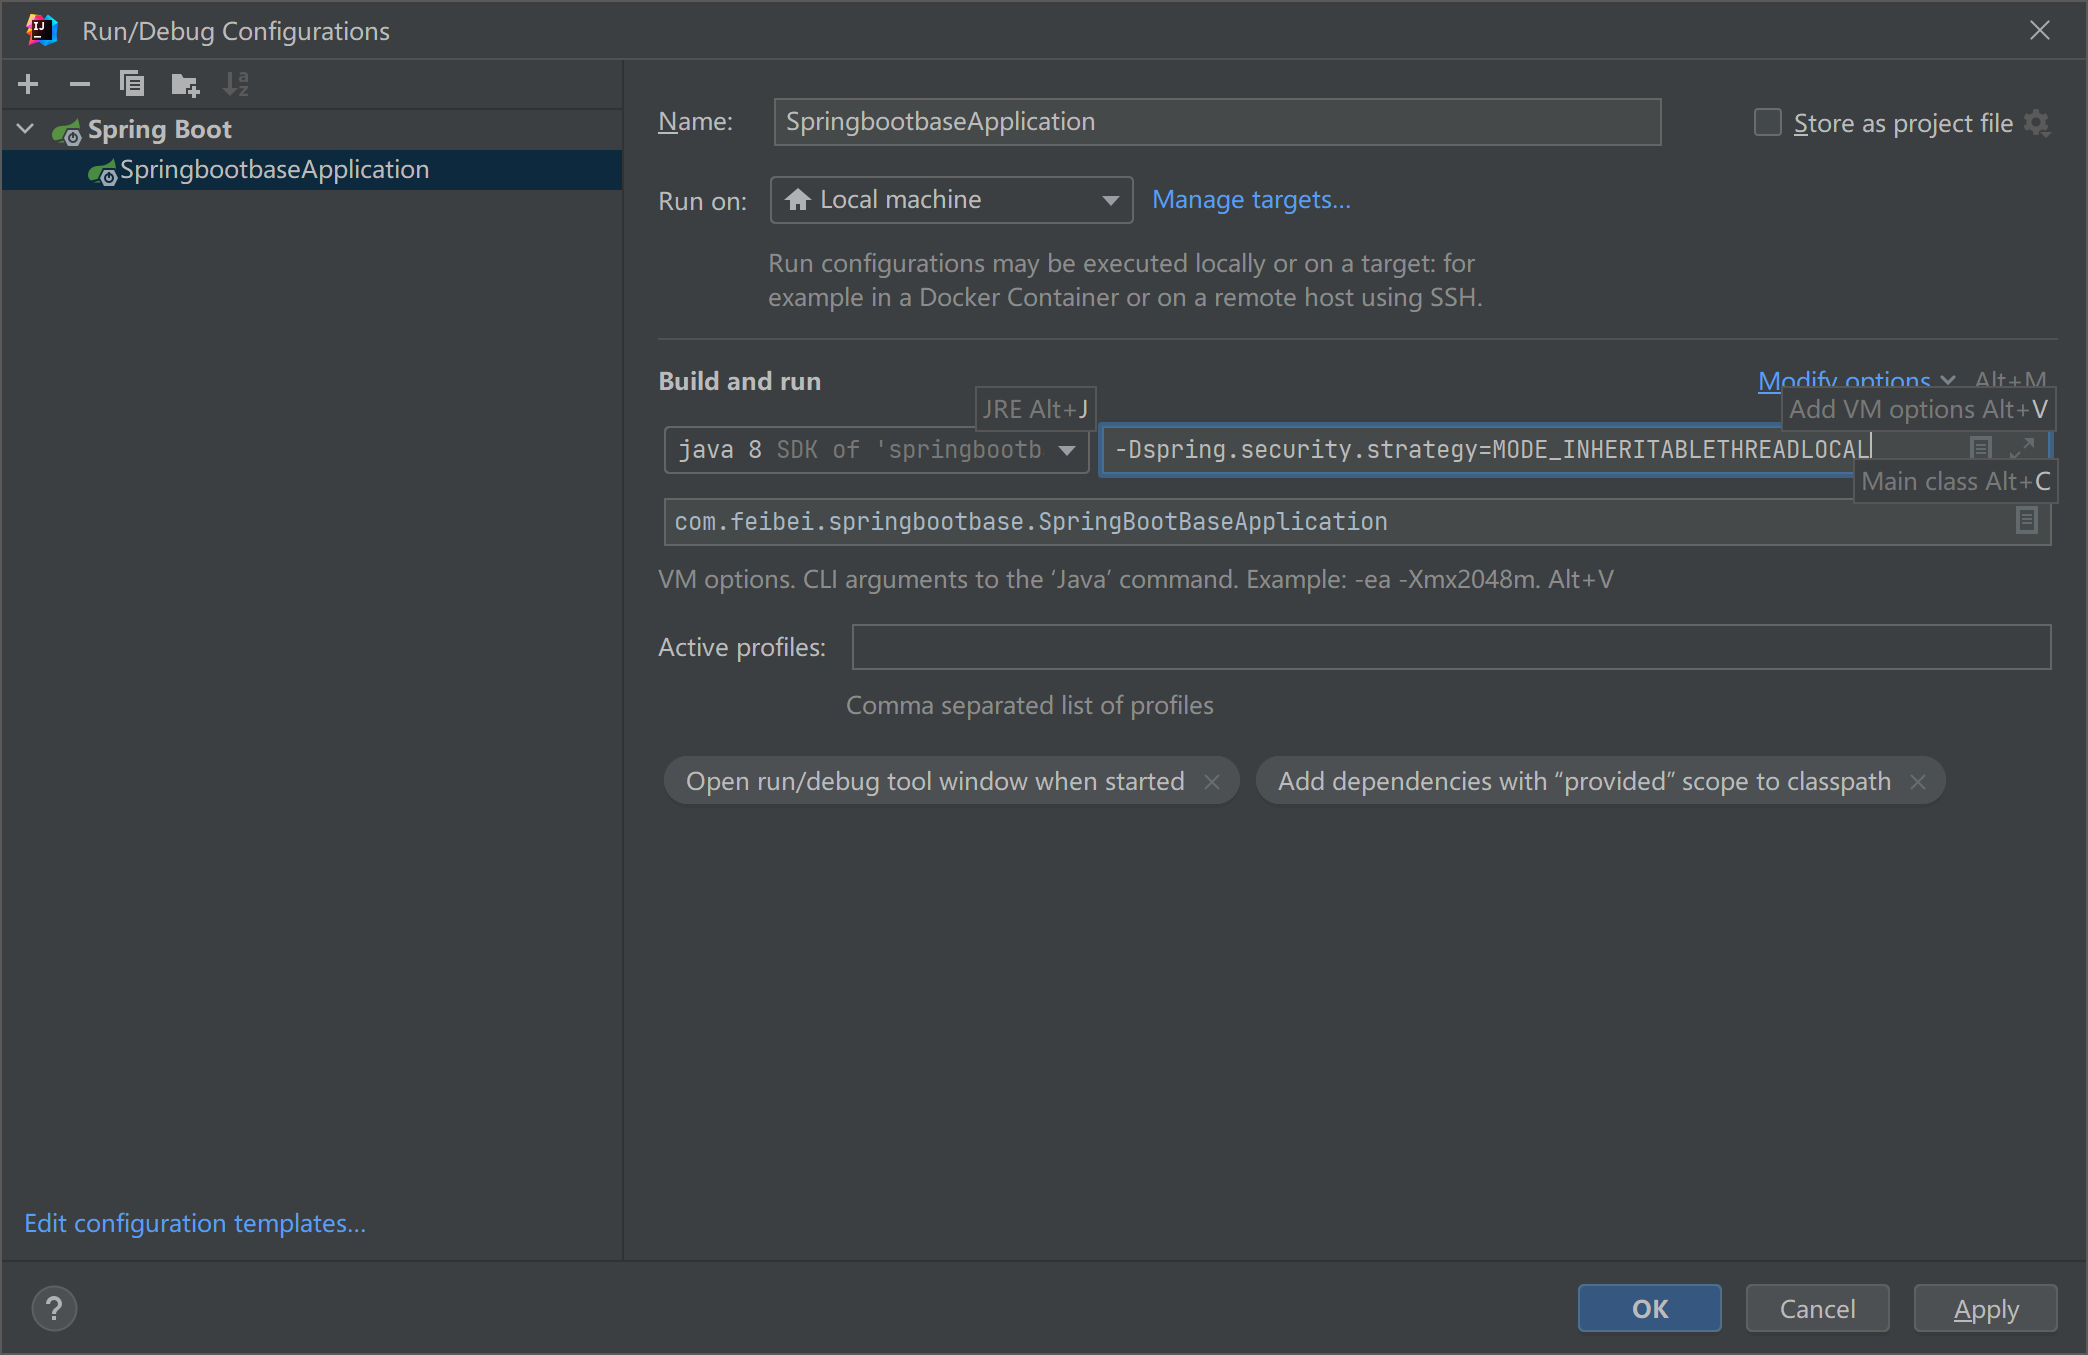 Run/Debug Configurations
Spring Boot
SpringbootbaseApplication
Edit configuration templates...
Name: SpringbootbaseApplication
Store as project file
Run on: Local machine Manage targets...
Run configurations may be executed locally or on a target: for
example in a Docker Container or on a remote host using SSH.
Build and run
Modify options Alt+M
JRE Alt+J
Add VM options Alt+V
java 8 SDK of 'springbootb
-Dspring.security.strategy=MODE_INHERITABLETHREADLOCAL
Main class Alt+C
com.feibei.springbootbase.SpringBootBaseApplication
VM options. CLI arguments to the ‘Java’ command. Example: -ea -Xmx2048m. Alt+V
Active profiles:
Comma separated list of profiles
Open run/debug tool window when started
Add dependencies with “provided” scope to classpath
?
OK
Cancel
Apply